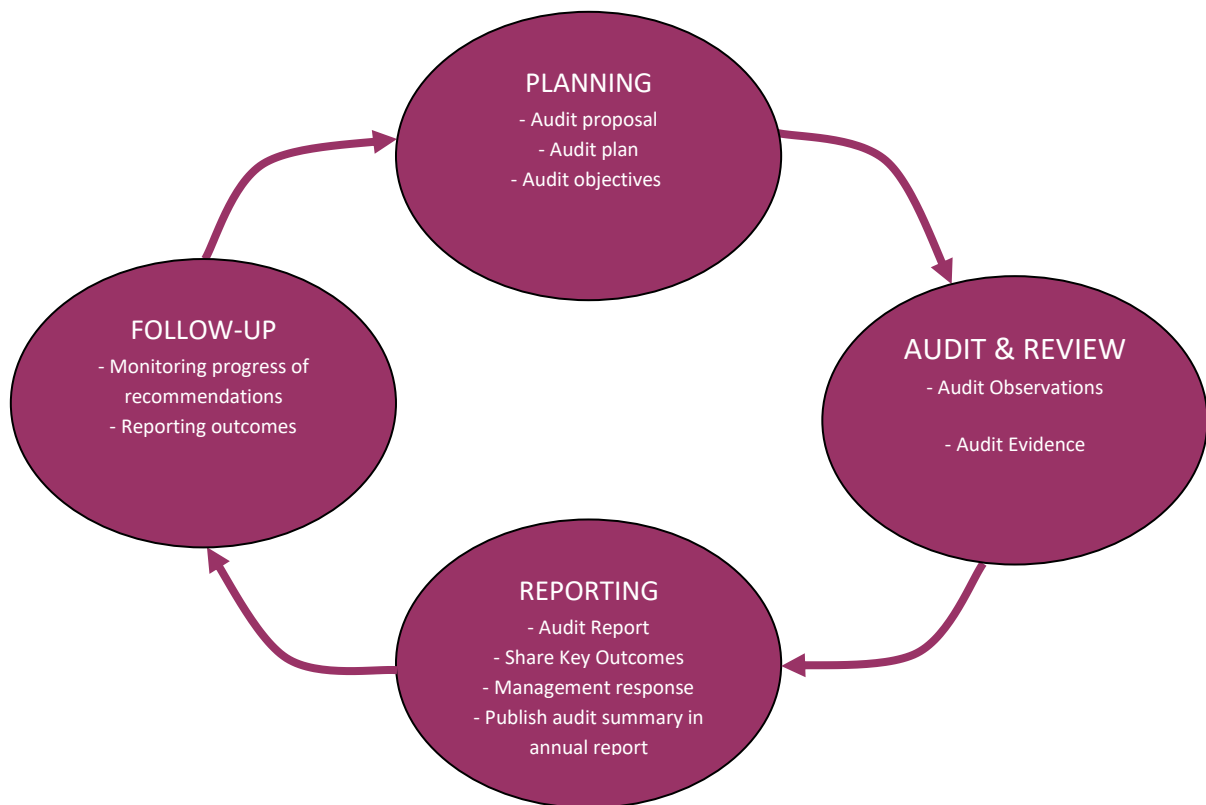 PLANNING
- Audit proposal
- Audit plan
- Audit objectives
AUDIT & REVIEW
- Audit Observations
- Audit Evidence
REPORTING
- Audit Report
- Share Key Outcomes
- Management response
- Publish audit summary in
annual report
FOLLOW-UP
- Monitoring progress of
recommendations
- Reporting outcomes